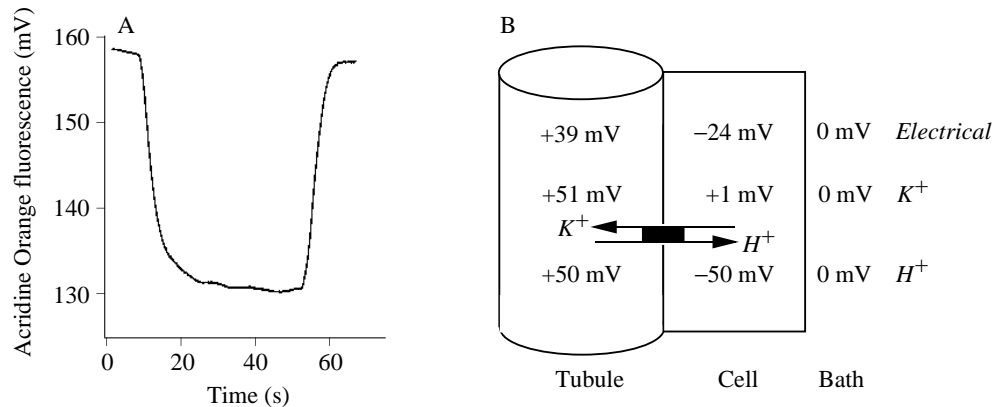 A
Acridine Orange fluorescence (mV)
160
150
140
130
0 20 40 60
Time (s)
B
+39 mV −24 mV 0 mV Electrical
+51 mV +1 mV 0 mV K+
K+ H+
+50 mV −50 mV 0 mV H+
Tubule Cell Bath